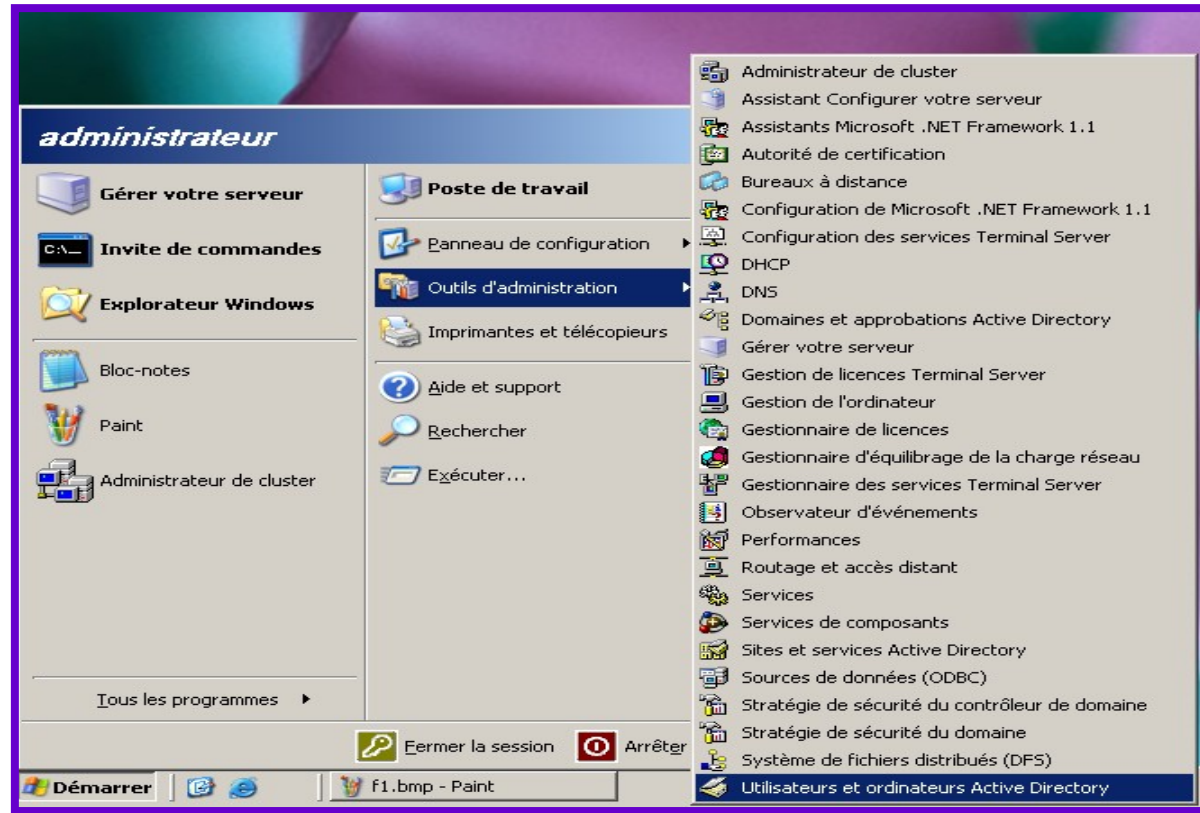 administrateur
Gérer votre serveur
Invite de commandes
C:\_
Explorateur Windows
Bloc-notes
Paint
Administrateur de cluster
Tous les programmes
Poste de travail
Panneau de configuration
Outils d'administration
Imprimantes et télécopieurs
Aide et support
Rechercher
Exécuter...
Fermer la session
Arrêter
Administrateur de cluster
Assistant Configurer votre serveur
Assistants Microsoft .NET Framework 1.1
Autorité de certification
Bureaux à distance
Configuration de Microsoft .NET Framework 1.1
Configuration des services Terminal Server
DHCP
DNS
Domaines et approbations Active Directory
Gérer votre serveur
Gestion de licences Terminal Server
Gestion de l'ordinateur
Gestionnaire de licences
Gestionnaire d'équilibrage de la charge réseau
Gestionnaire des services Terminal Server
Observateur d'événements
Performances
Routage et accès distant
Services
Services de composants
Sites et services Active Directory
Sources de données (ODBC)
Stratégie de sécurité du contrôleur de domaine
Stratégie de sécurité du domaine
Système de fichiers distribués (DFS)
Utilisateurs et ordinateurs Active Directory
Démarrer
f1.bmp - Paint